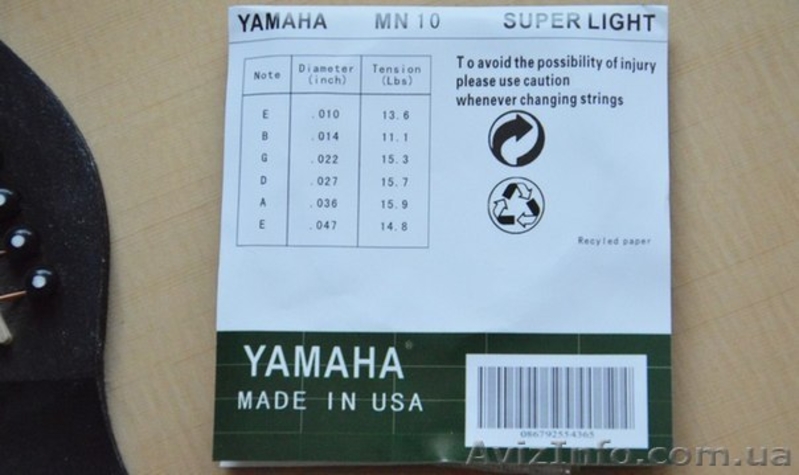 YAMAHA MN 10 SUPER LIGHT
Note Diameter (inch) Tension (Lbs)
E .010 13.6
B .014 11.1
G .022 15.3
D .027 15.7
A .036 15.9
E .047 14.8
To avoid the possibility of injury
please use caution
whenever changing strings
Recyled paper
YAMAHA®
MADE IN USA
086792554365
AvizInfo.com.ua